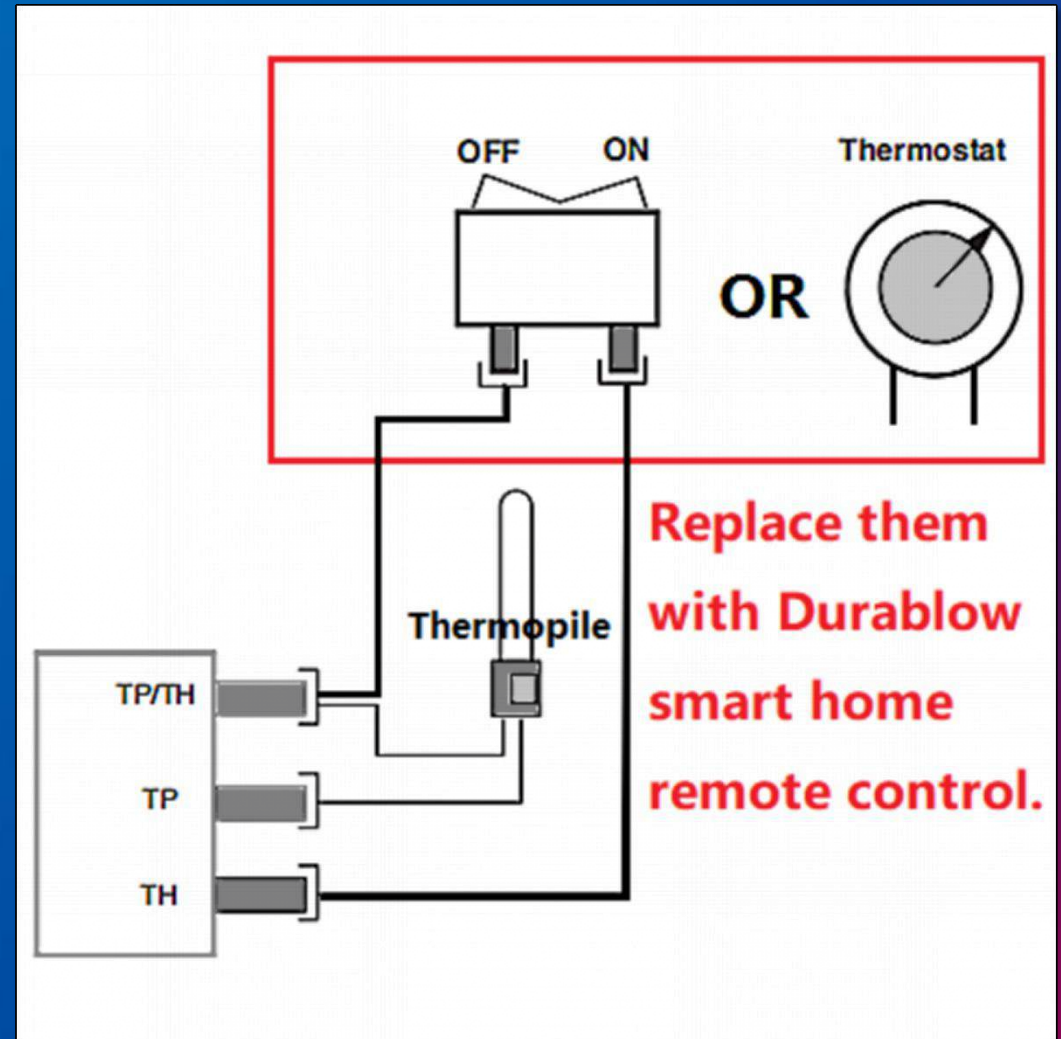 OFF ON Thermostat
OR
Replace them
with Durablow
Thermopile
smart home
TP/TH
remote control.
TP
TH